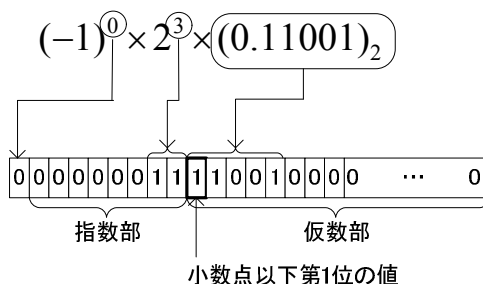 (−1)⁰ × 2³ × (0.11001)₂
0 0 0 0 0 0 0 1 1 1 1 0 0 1 0 0 0 0 … 0
指数部 仮数部
小数点以下第1位の値